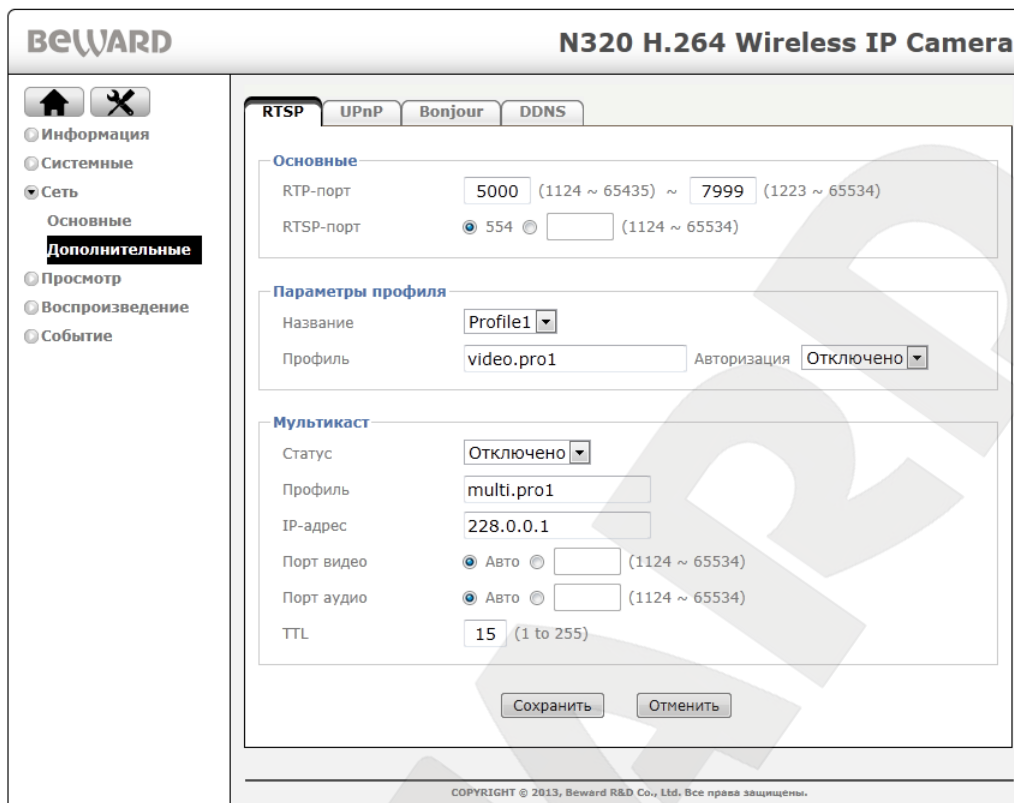 BEWARD
N320 H.264 Wireless IP Camera
Информация
Системные
Сеть
Основные
Дополнительные
Просмотр
Воспроизведение
Событие
RTSP UPnP Bonjour DDNS
Основные
RTP-порт 5000 (1124 ~ 65435) ~ 7999 (1223 ~ 65534)
RTSP-порт 554 (1124 ~ 65534)
Параметры профиля
Название Profile1
Профиль video.pro1 Авторизация Отключено
Мультикаст
Статус Отключено
Профиль multi.pro1
IP-адрес 228.0.0.1
Порт видео Авто (1124 ~ 65534)
Порт аудио Авто (1124 ~ 65534)
TTL 15 (1 to 255)
Сохранить Отменить
COPYRIGHT © 2013, Beward R&D Co., Ltd. Все права защищены.